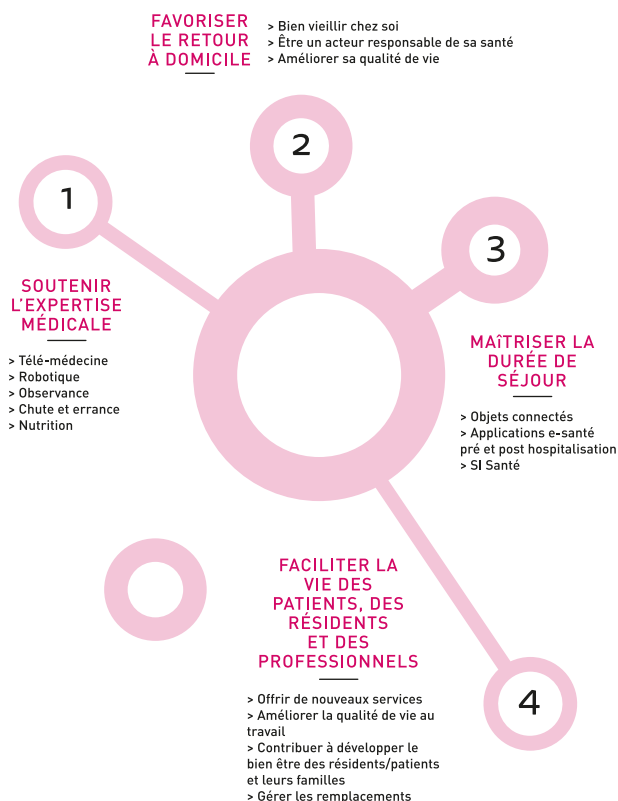 1
SOUTENIR
L'EXPERTISE
MÉDICALE
> Télé-médecine
> Robotique
> Observance
> Chute et errance
> Nutrition
FAVORISER
LE RETOUR
À DOMICILE
> Bien vieillir chez soi
> Être un acteur responsable de sa santé
> Améliorer sa qualité de vie
2
3
MAîTRISER LA
DURÉE DE
SÉJOUR
> Objets connectés
> Applications e-santé
pré et post hospitalisation
> SI Santé
FACILITER LA
VIE DES
PATIENTS, DES
RÉSIDENTS
ET DES
PROFESSIONNELS
> Offrir de nouveaux services
> Améliorer la qualité de vie au
travail
> Contribuer à développer le
bien être des résidents/patients
et leurs familles
> Gérer les remplacements
4